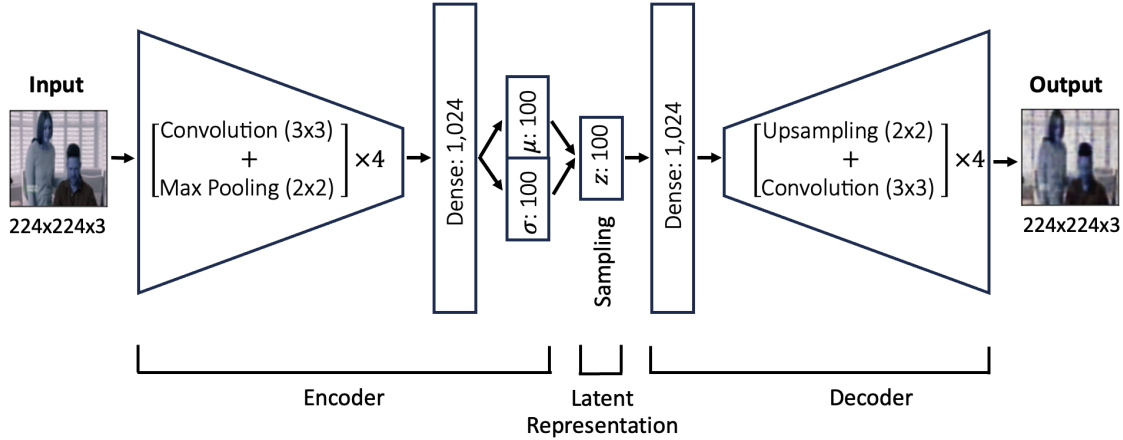 Input
224x224x3
Convolution (3x3)
+
Max Pooling (2x2)
×4
Dense: 1,024
μ: 100
σ: 100
z: 100
Sampling
Dense: 1,024
Upsampling (2x2)
+
Convolution (3x3)
×4
Output
224x224x3
Encoder
Latent
Representation
Decoder